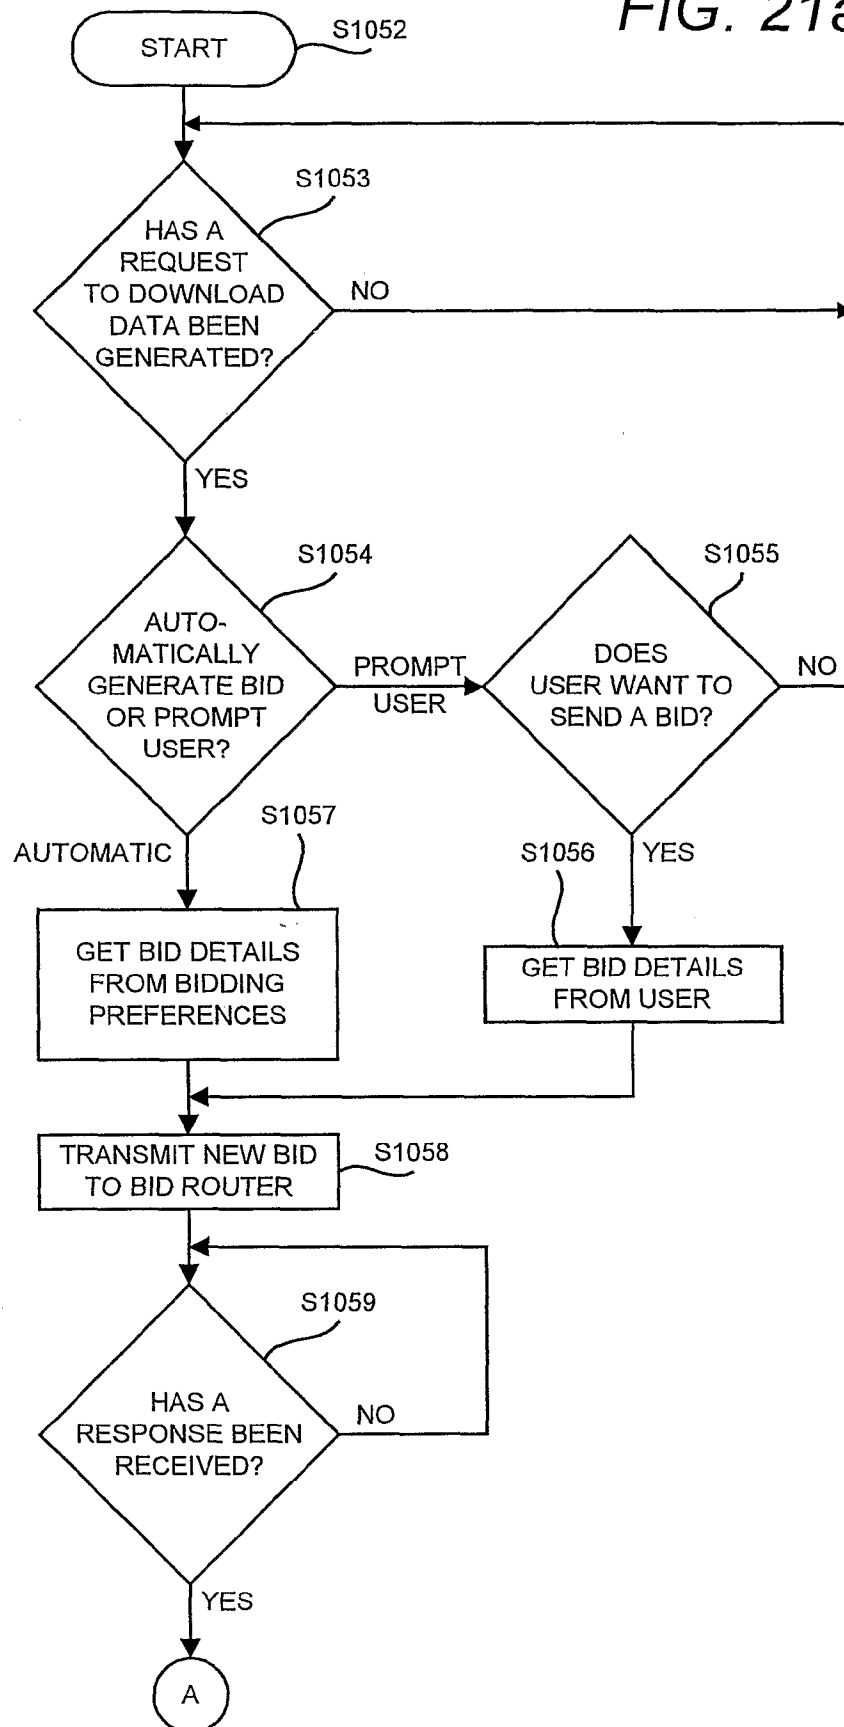 FIG. 21a
START
S1052
S1053
HAS A
REQUEST
TO DOWNLOAD
DATA BEEN
GENERATED?
NO
YES
S1054
AUTO-
MATICALLY
GENERATE BID
OR PROMPT
USER?
PROMPT
USER
S1055
DOES
USER WANT TO
SEND A BID?
NO
AUTOMATIC
S1057
GET BID DETAILS
FROM BIDDING
PREFERENCES
S1056
YES
GET BID DETAILS
FROM USER
TRANSMIT NEW BID
TO BID ROUTER
S1058
S1059
HAS A
RESPONSE BEEN
RECEIVED?
NO
YES
A